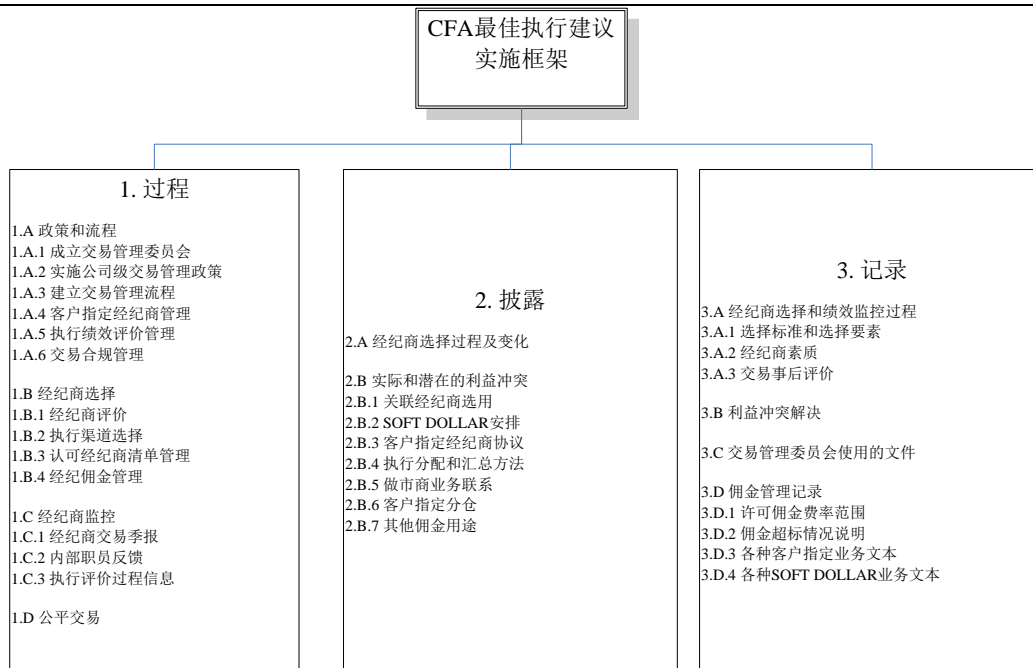 CFA最佳执行建议
实施框架
1. 过程
1.A 政策和流程
1.A.1 成立交易管理委员会
1.A.2 实施公司级交易管理政策
1.A.3 建立交易管理流程
1.A.4 客户指定经纪商管理
1.A.5 执行绩效评价管理
1.A.6 交易合规管理
1.B 经纪商选择
1.B.1 经纪商评价
1.B.2 执行渠道选择
1.B.3 认可经纪商清单管理
1.B.4 经纪佣金管理
1.C 经纪商监控
1.C.1 经纪商交易季报
1.C.2 内部职员反馈
1.C.3 执行评价过程信息
1.D 公平交易
2. 披露
2.A 经纪商选择过程及变化
2.B 实际和潜在的利益冲突
2.B.1 关联经纪商选用
2.B.2 SOFT DOLLAR安排
2.B.3 客户指定经纪商协议
2.B.4 执行分配和汇总方法
2.B.5 做市商业务联系
2.B.6 客户指定分仓
2.B.7 其他佣金用途
3. 记录
3.A 经纪商选择和绩效监控过程
3.A.1 选择标准和选择要素
3.A.2 经纪商素质
3.A.3 交易事后评价
3.B 利益冲突解决
3.C 交易管理委员会使用的文件
3.D 佣金管理记录
3.D.1 许可佣金费率范围
3.D.2 佣金超标情况说明
3.D.3 各种客户指定业务文本
3.D.4 各种SOFT DOLLAR业务文本